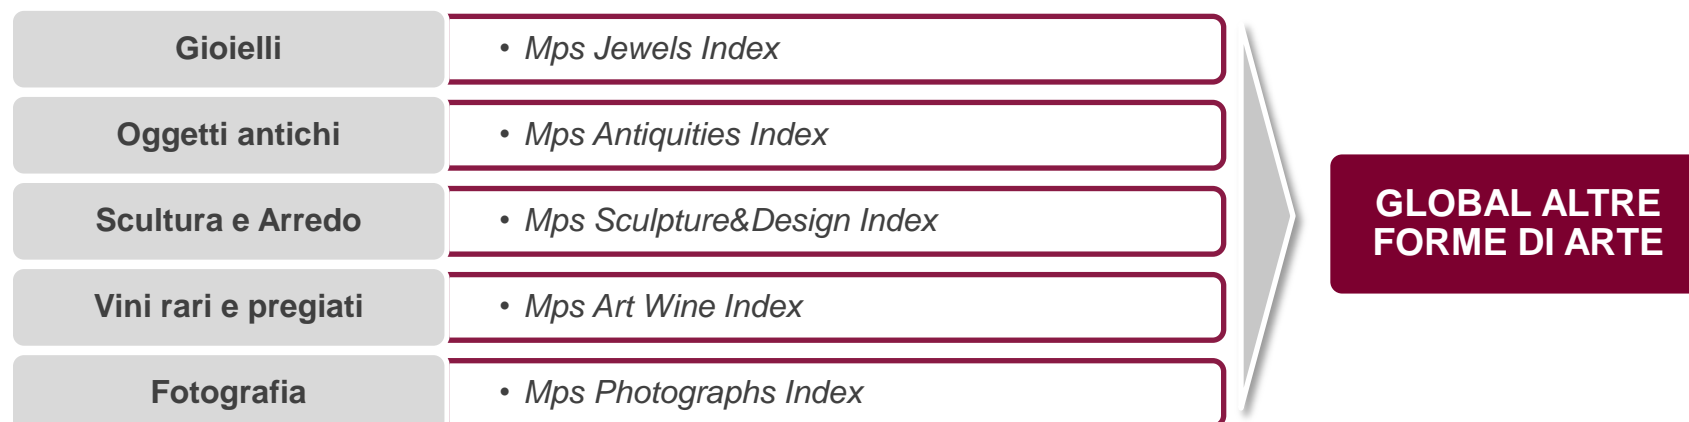 Gioielli
• Mps Jewels Index
Oggetti antichi
• Mps Antiquities Index
Scultura e Arredo
• Mps Sculpture&Design Index
Vini rari e pregiati
• Mps Art Wine Index
Fotografia
• Mps Photographs Index
GLOBAL ALTRE
FORME DI ARTE